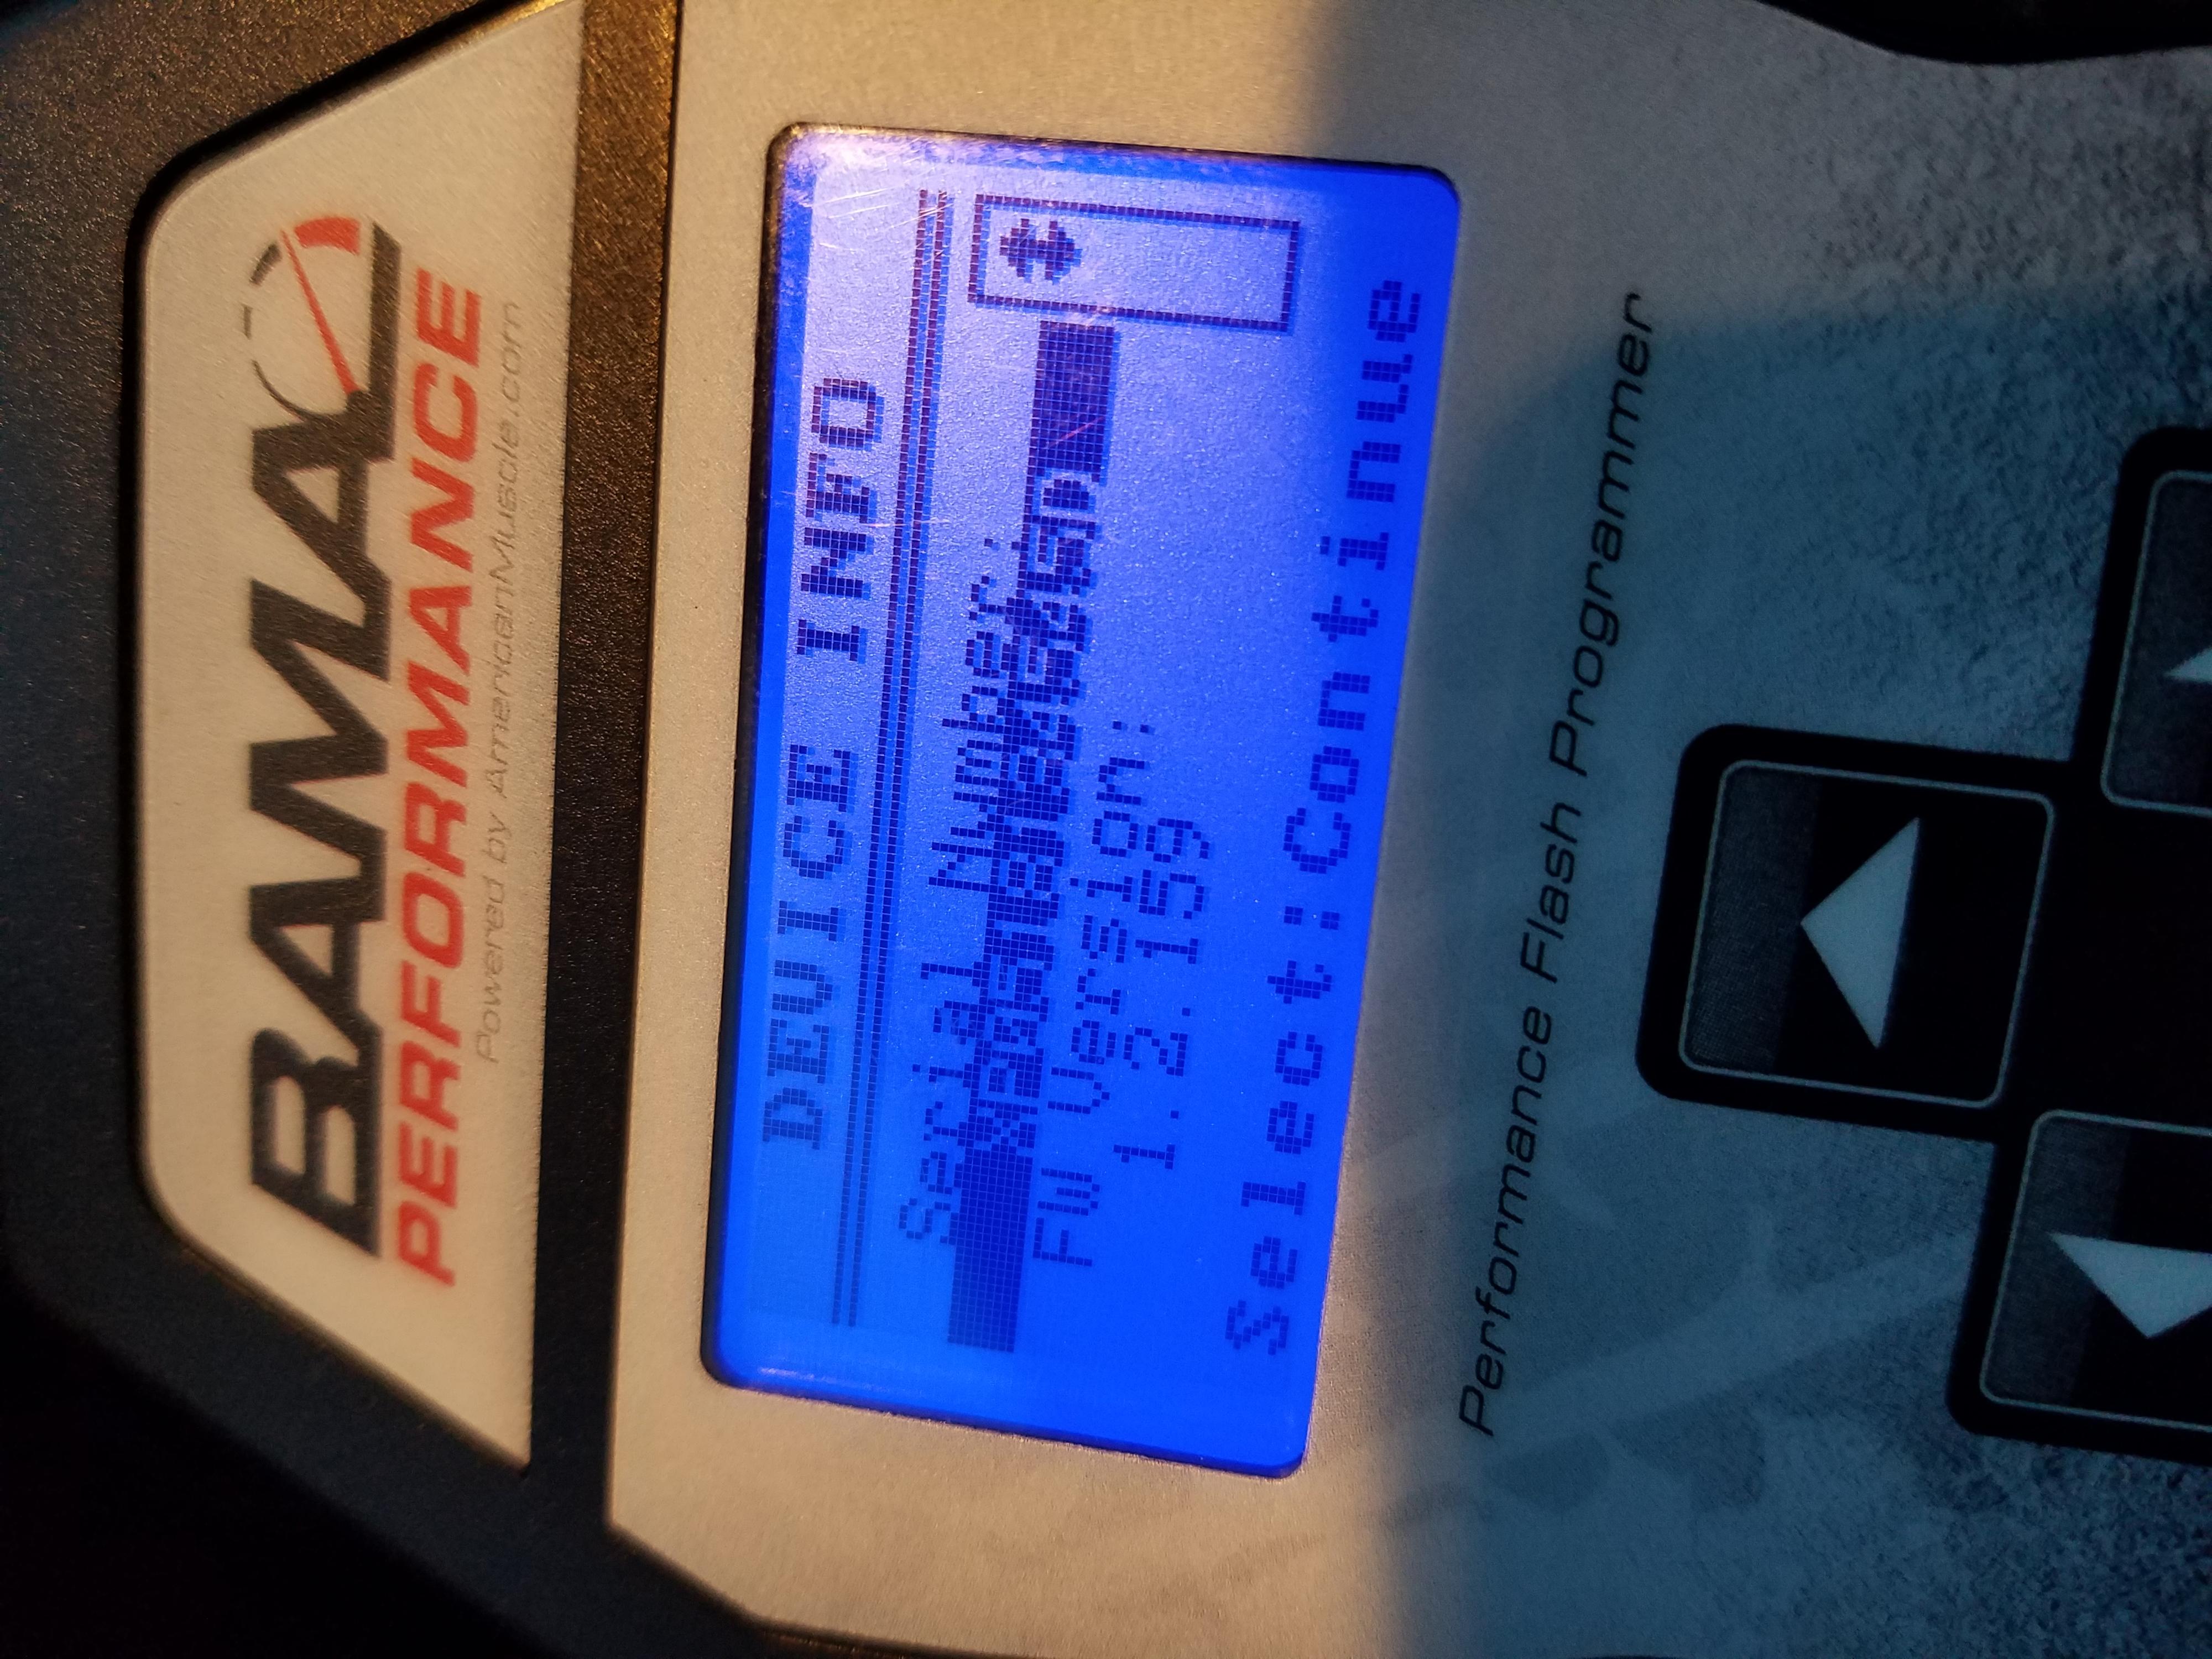 BAMA
PERFORMANCE
Powered by AmericanMuscle.com
DEVICE INFO
Serial Number:
FW Version:
1.2.15g
Select:Continue
Performance Flash Programmer